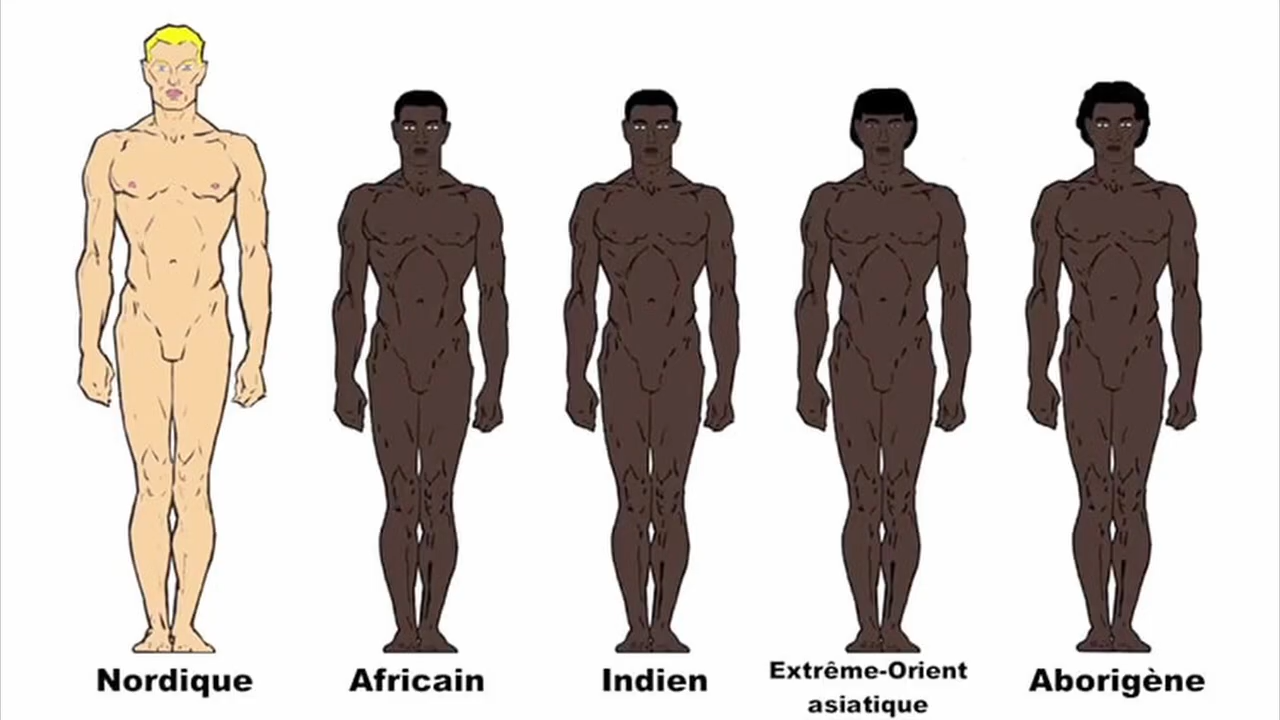 Nordique
Africain
Indien
Extrême-Orient
asiatique
Aborigène